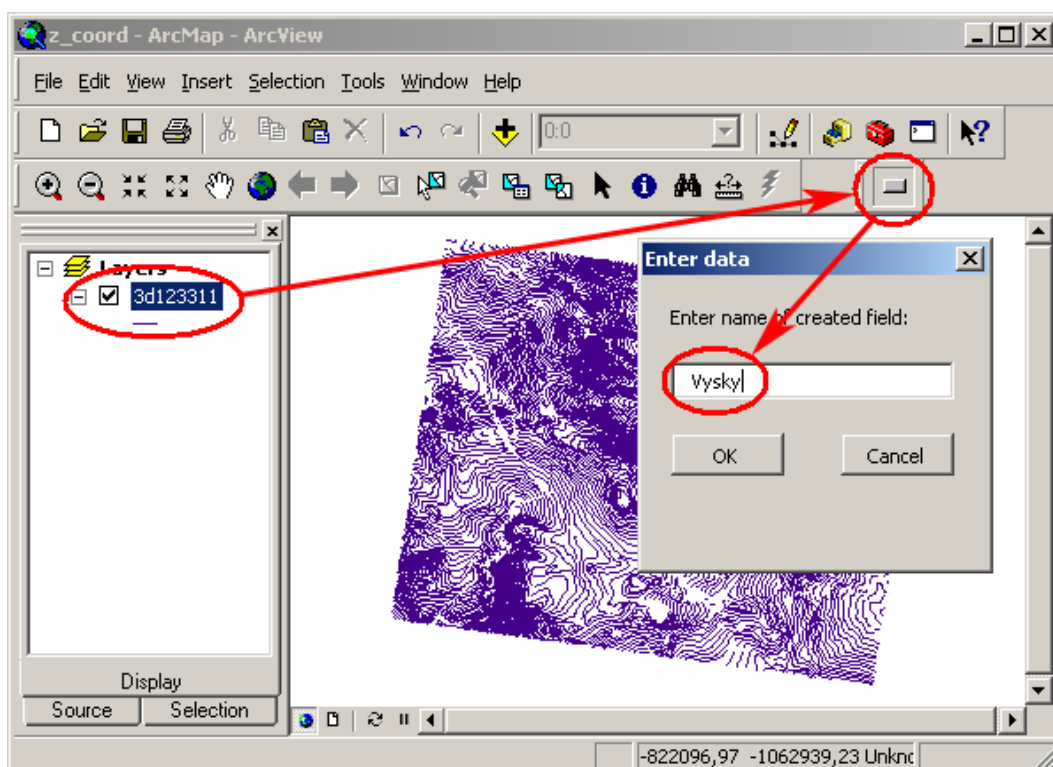 z_coord - ArcMap - ArcView
File Edit View Insert Selection Tools Window Help
0:0
Layers
3d123311
Enter data
Enter name of created field:
Vysky
OK Cancel
Display
Source Selection
-822096,97 -1062939,23 Unknc